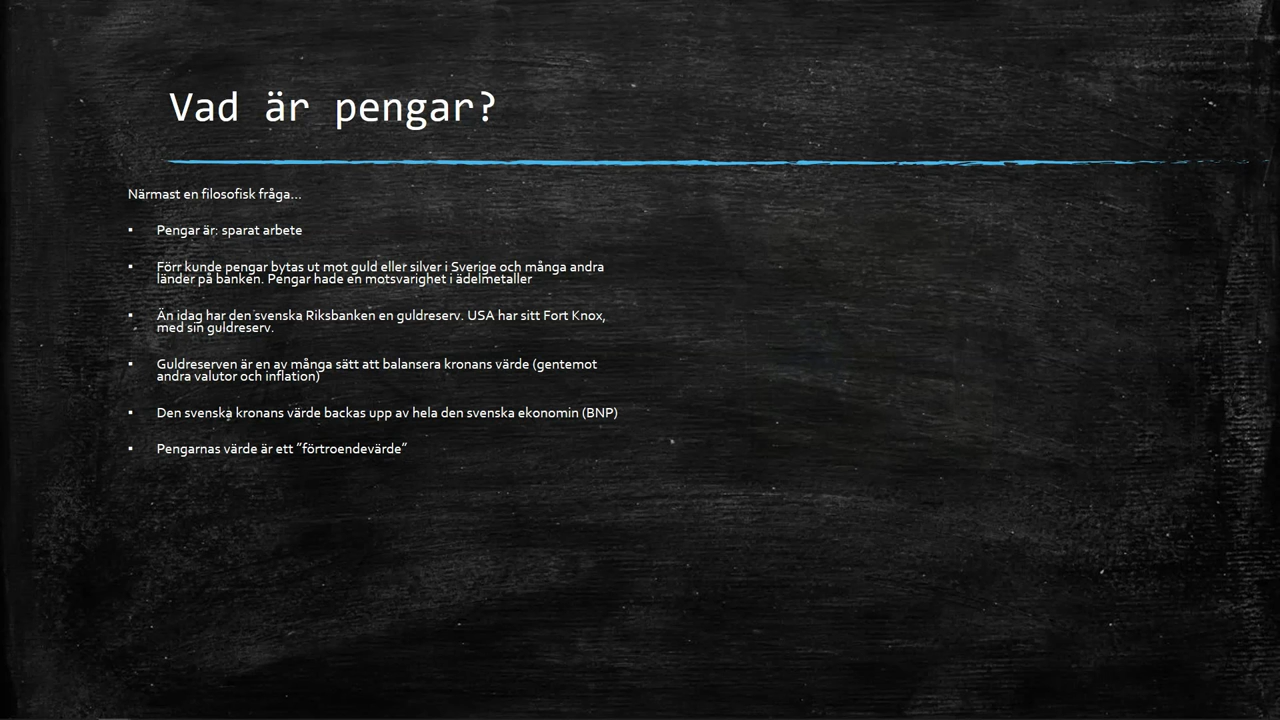 Vad är pengar?
Närmast en filosofisk fråga...
▪ Pengar är: sparat arbete
▪ Förr kunde pengar bytas ut mot guld eller silver i Sverige och många andra
länder på banken. Pengar hade en motsvarighet i ädelmetaller
▪ Än idag har den svenska Riksbanken en guldreserv. USA har sitt Fort Knox,
med sin guldreserv.
▪ Guldreserven är en av många sätt att balansera kronans värde (gentemot
andra valutor och inflation)
▪ Den svenska kronans värde backas upp av hela den svenska ekonomin (BNP)
▪ Pengarnas värde är ett ”förtroendevärde”